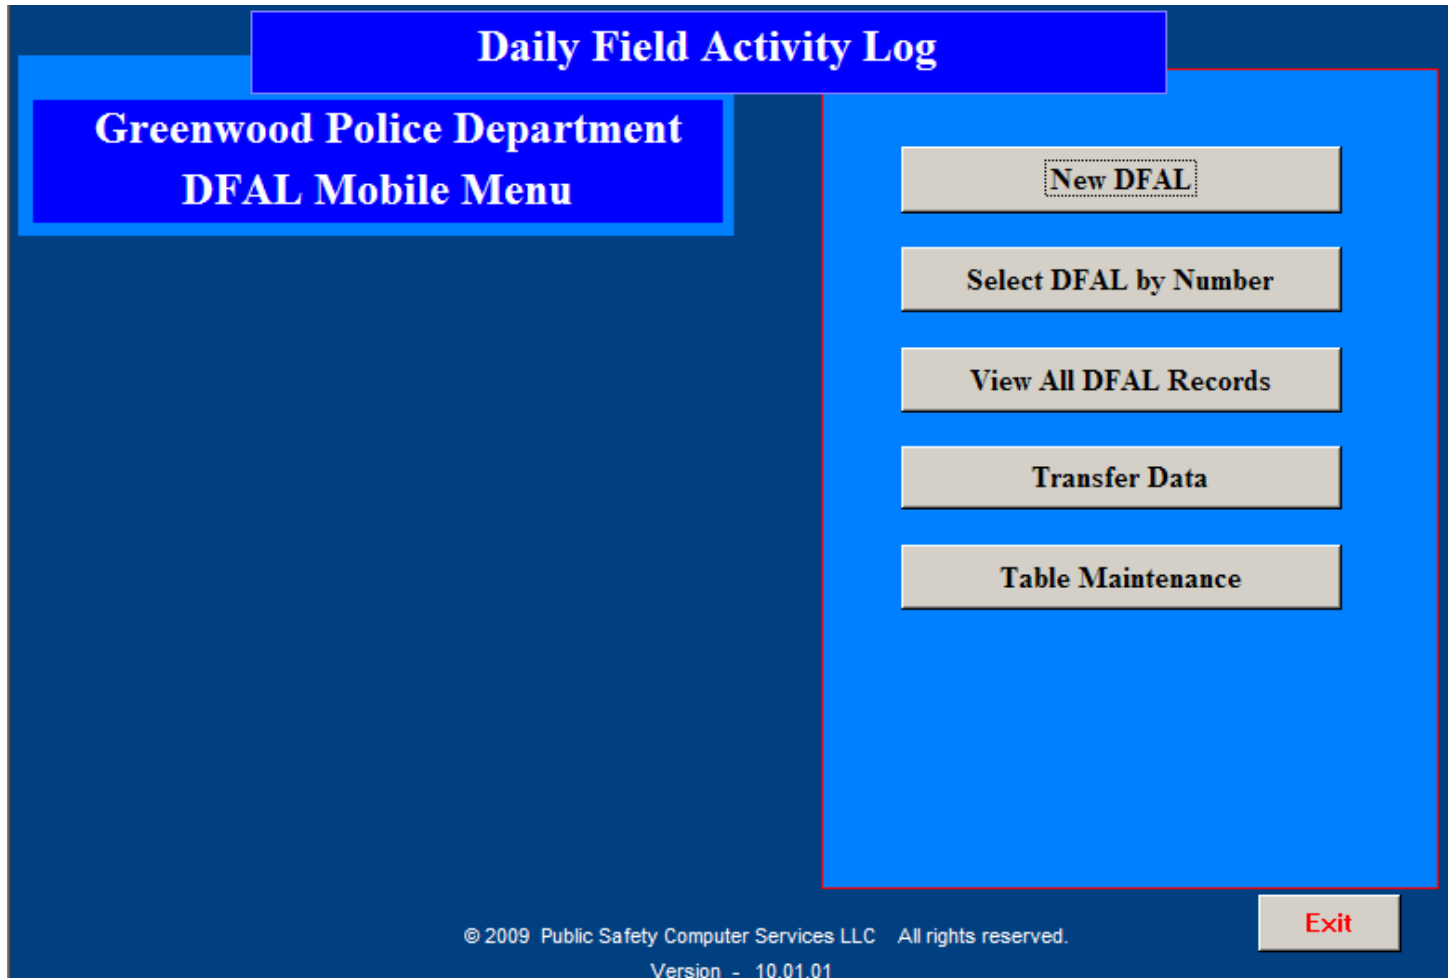 Daily Field Activity Log
Greenwood Police Department
DFAL Mobile Menu
New DFAL
Select DFAL by Number
View All DFAL Records
Transfer Data
Table Maintenance
Exit
© 2009 Public Safety Computer Services LLC All rights reserved.
Version - 10.01.01